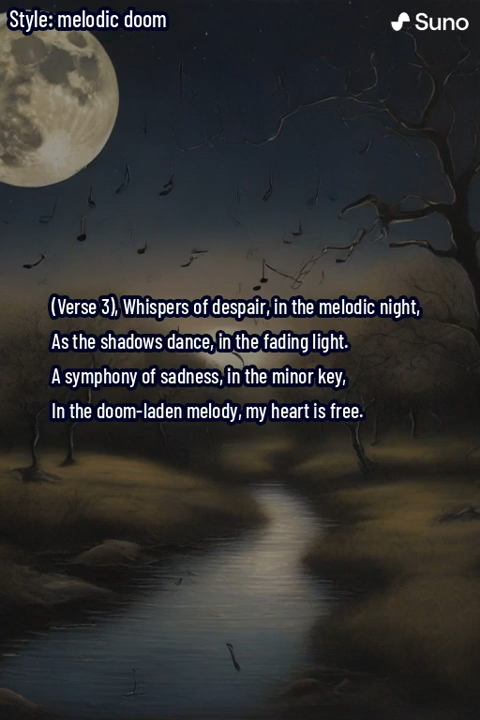 Style: melodic doom
Suno
(Verse 3), Whispers of despair, in the melodic night,
As the shadows dance, in the fading light.
A symphony of sadness, in the minor key,
In the doom-laden melody, my heart is free.